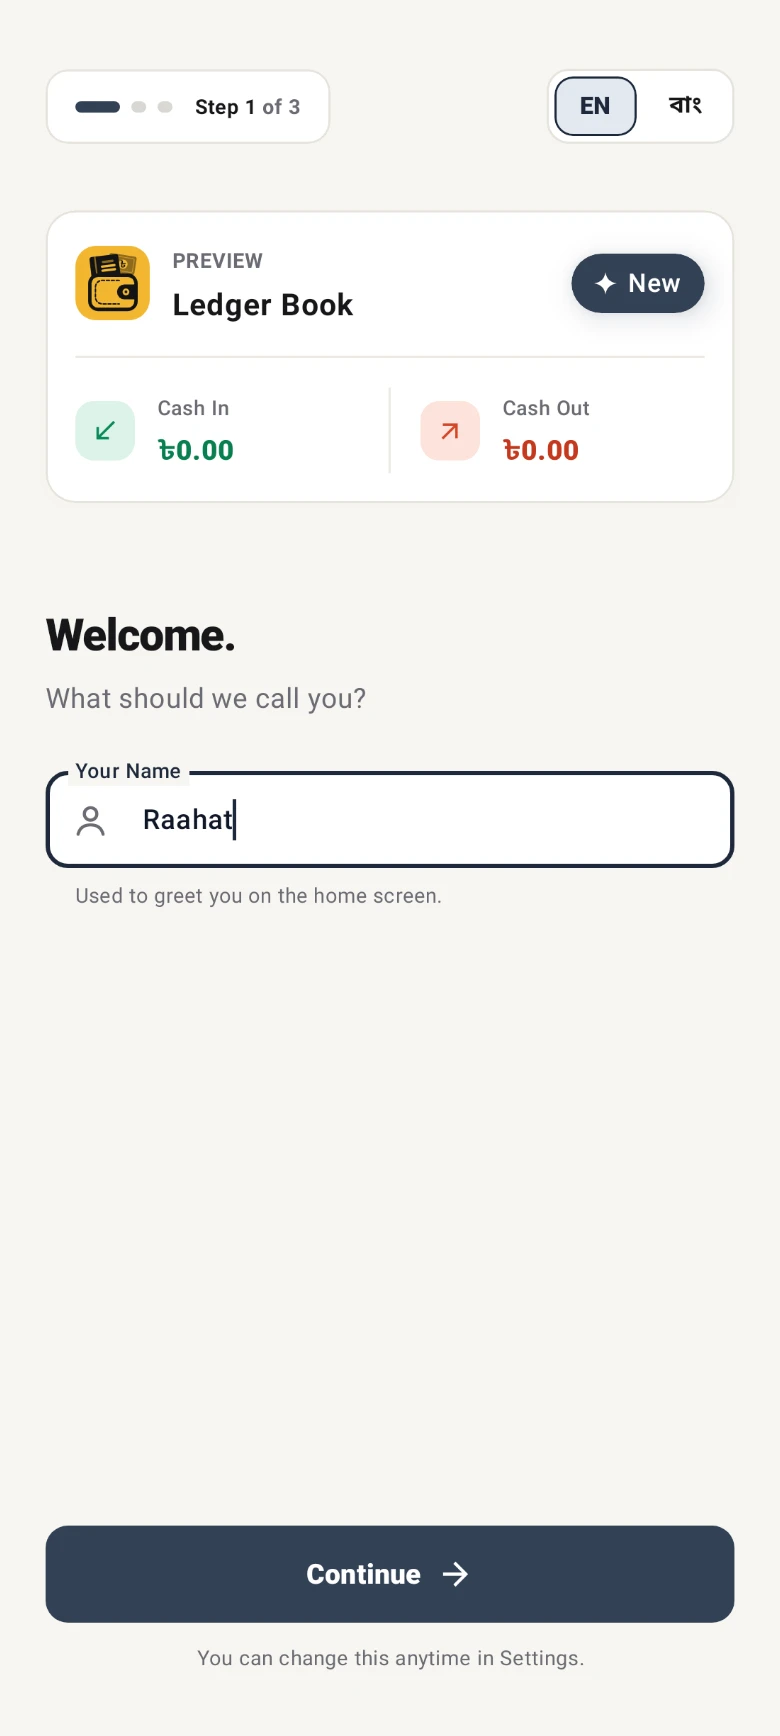 Step 1 of 3
EN
বাং
PREVIEW
Ledger Book
New
Cash In
৳0.00
Cash Out
৳0.00
Welcome.
What should we call you?
Your Name
Raahat
Used to greet you on the home screen.
Continue
You can change this anytime in Settings.